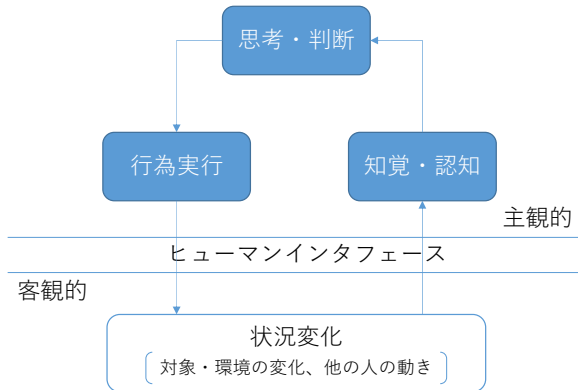 思考・判断
行為実行
知覚・認知
主観的
ヒューマンインタフェース
客観的
状況変化
対象・環境の変化、他の人の動き